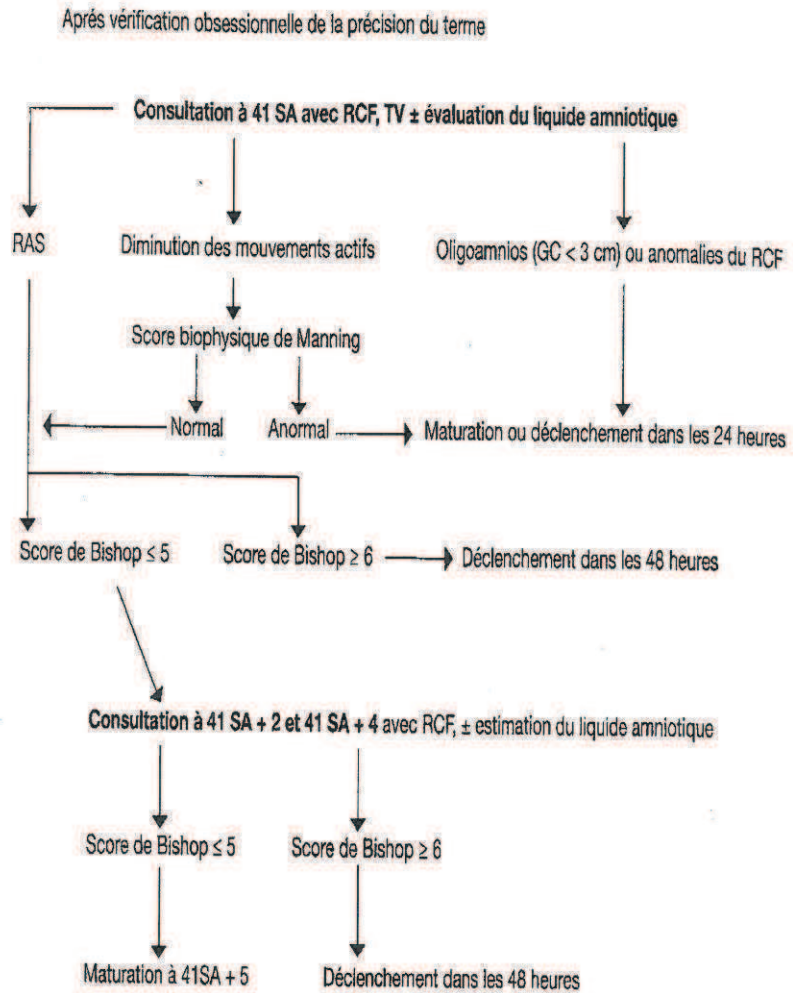 Aprés vérification obsessionnelle de la précision du terme
Consultation à 41 SA avec RCF, TV ± évaluation du liquide amniotique
RAS
Diminution des mouvements actifs
Oligoamnios (GC < 3 cm) ou anomalies du RCF
Score biophysique de Manning
Normal
Anormal
Maturation ou déclenchement dans les 24 heures
Score de Bishop ≤ 5
Score de Bishop ≥ 6
Déclenchement dans les 48 heures
Consultation à 41 SA + 2 et 41 SA + 4 avec RCF, ± estimation du liquide amniotique
Score de Bishop ≤ 5
Score de Bishop ≥ 6
Maturation à 41SA + 5
Déclenchement dans les 48 heures